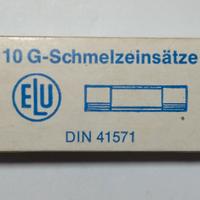 10 G-Schmelzeinsätze
ELU
DIN 41571